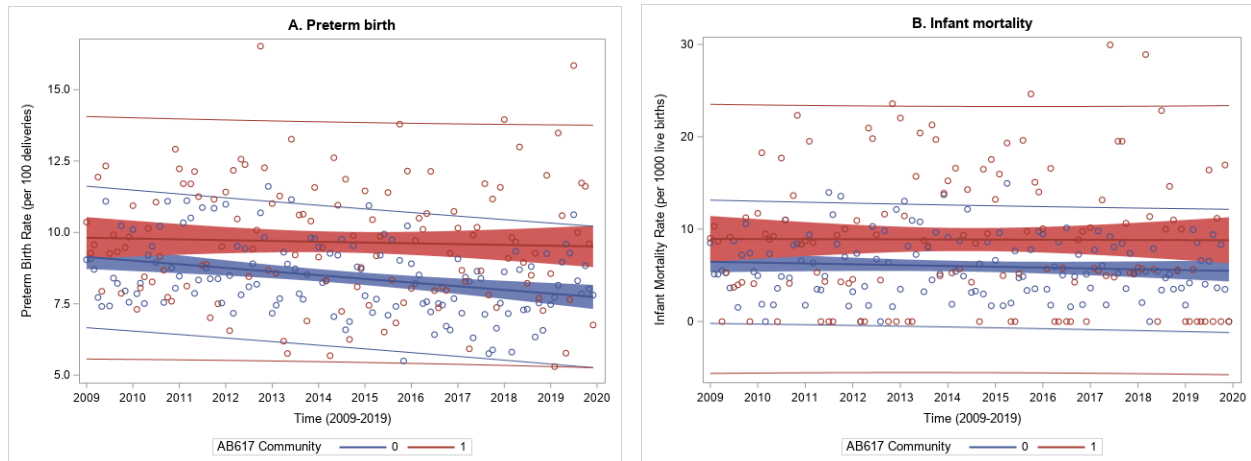 A. Preterm birth
Preterm Birth Rate (per 100 deliveries)
15.0
12.5
10.0
7.5
5.0
2009 2010 2011 2012 2013 2014 2015 2016 2017 2018 2019 2020
Time (2009-2019)
AB617 Community 0 1
B. Infant mortality
Infant Mortality Rate (per 1000 live births)
30
20
10
0
2009 2010 2011 2012 2013 2014 2015 2016 2017 2018 2019 2020
Time (2009-2019)
AB617 Community 0 1